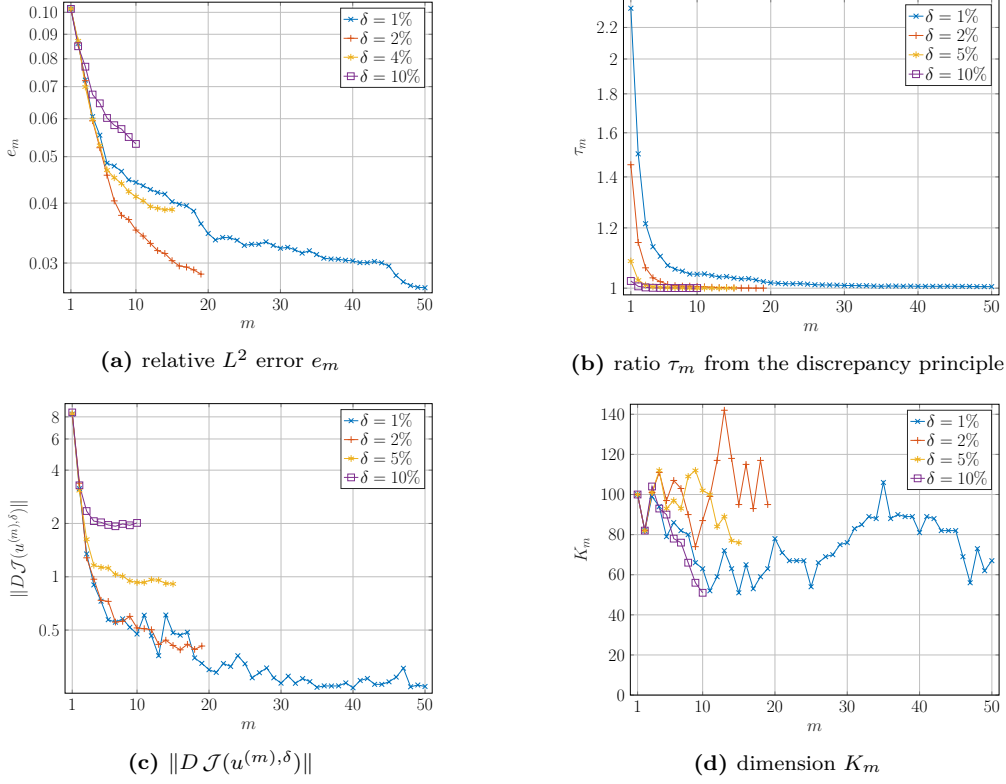 0.10
0.09
0.08
0.07
0.06
0.05
0.04
0.03
e_m
1 10 20 30 40 50
m
δ = 1%
δ = 2%
δ = 4%
δ = 10%
(a) relative L² error e_m
2.2
2
1.8
1.6
1.4
1.2
1
τ_m
1 10 20 30 40 50
m
δ = 1%
δ = 2%
δ = 5%
δ = 10%
(b) ratio τ_m from the discrepancy principle
8
4
2
1
0.5
‖D J(u^{(m),δ})‖
1 10 20 30 40 50
m
δ = 1%
δ = 2%
δ = 5%
δ = 10%
(c) ‖D J(u^{(m),δ})‖
140
120
100
80
60
40
20
0
K_m
1 10 20 30 40 50
m
δ = 1%
δ = 2%
δ = 5%
δ = 10%
(d) dimension K_m